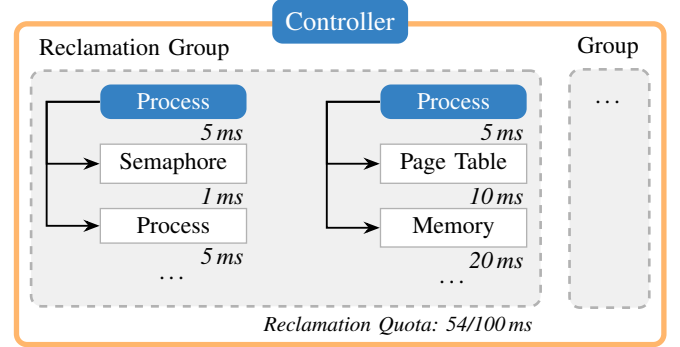 Controller
Reclamation Group
Group
Process
5 ms
Semaphore
1 ms
Process
5 ms
...
Process
5 ms
Page Table
10 ms
Memory
20 ms
...
...
Reclamation Quota: 54/100 ms